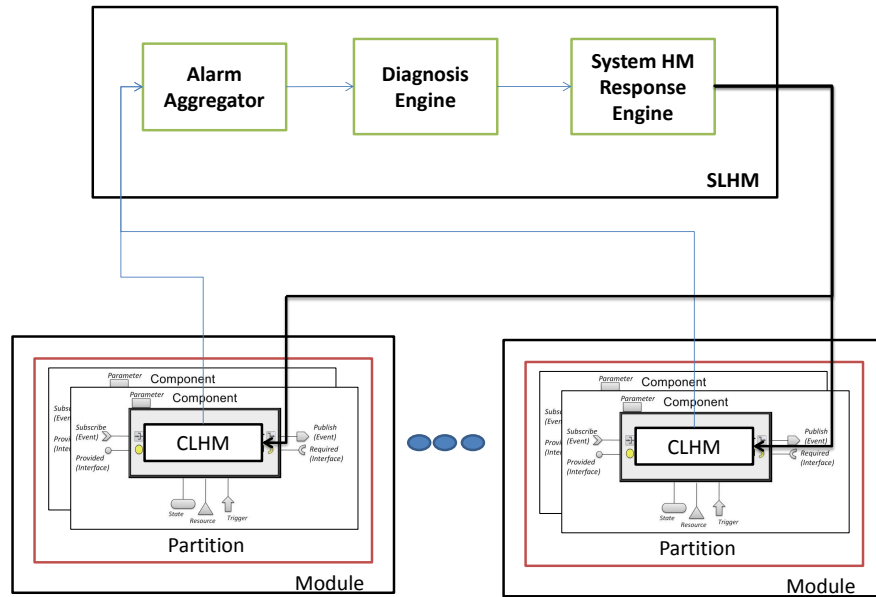 Alarm
Aggregator
Diagnosis
Engine
System HM
Response
Engine
SLHM
Parameter
Component
Parameter
Component
Subscribe
(Event)
Publish
(Event)
Provided
(Interface)
Required
(Interface)
CLHM
State
Resource
Trigger
Partition
Module
Parameter
Component
Parameter
Component
Subscribe
(Event)
Publish
(Event)
Provided
(Interface)
Required
(Interface)
CLHM
State
Resource
Trigger
Partition
Module